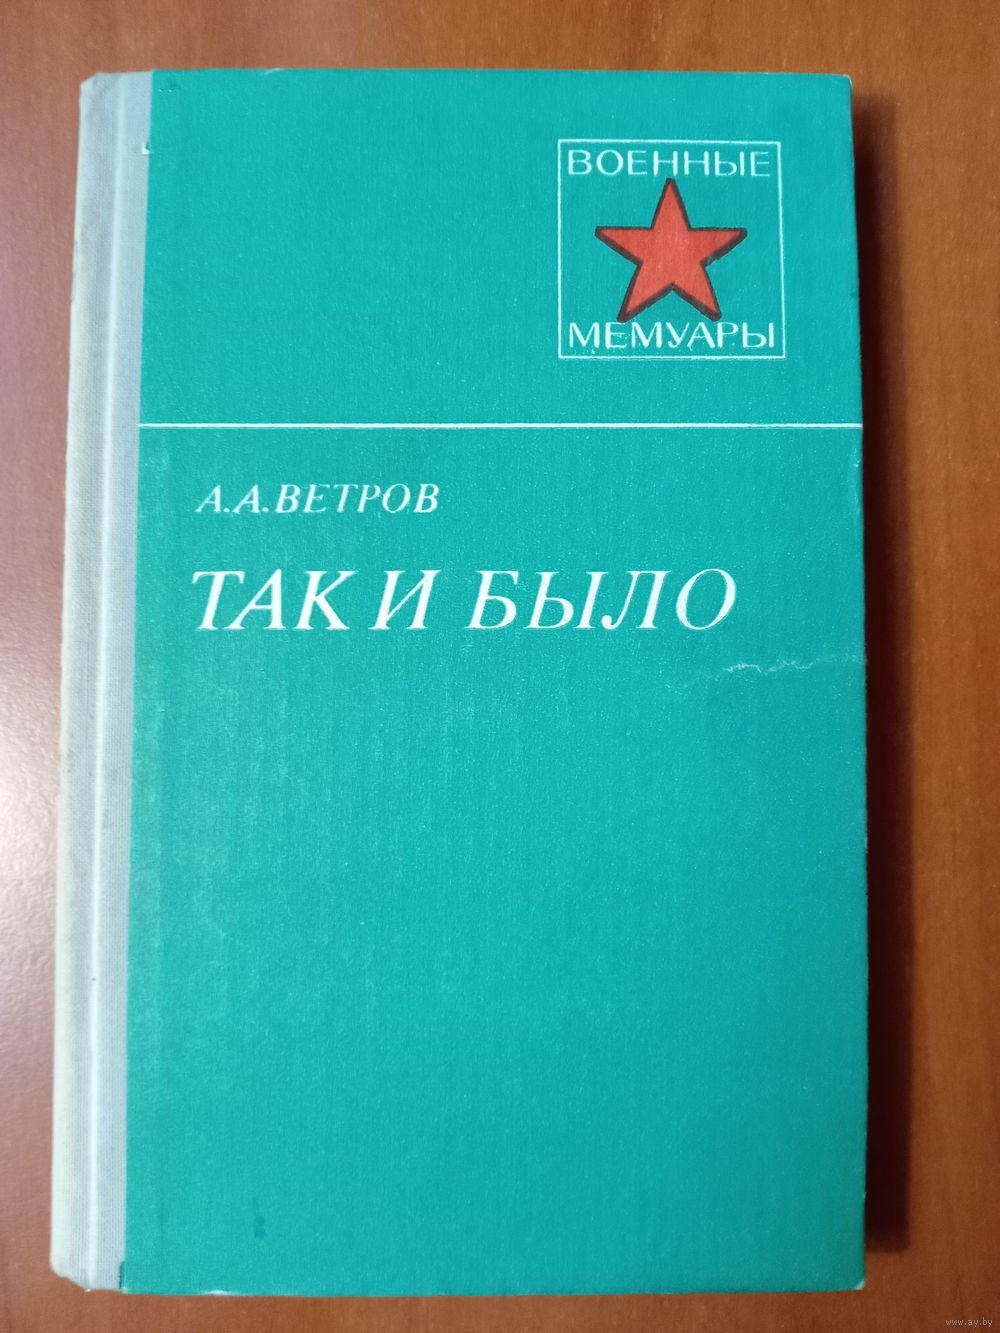 ВОЕННЫЕ
МЕМУАРЫ
А.А.ВЕТРОВ
ТАК И БЫЛО
www.ay.by